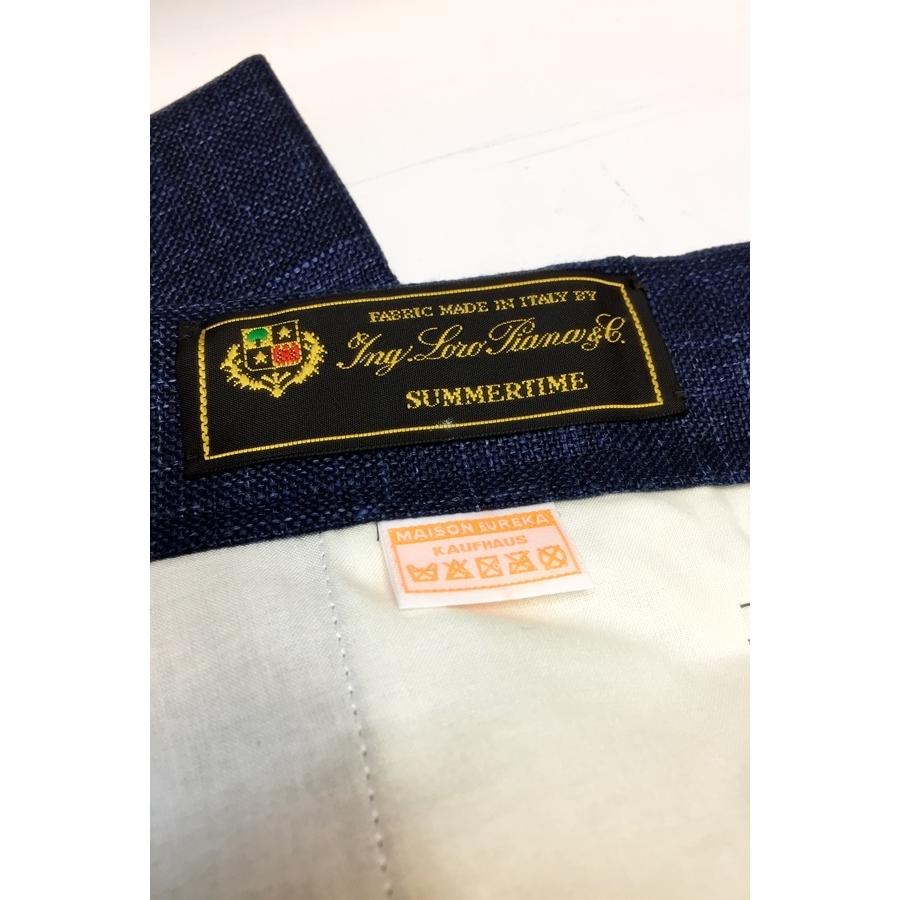 FABRIC MADE IN ITALY BY
Ing. Loro Piana & C.
SUMMERTIME
MAISON EUREKA
KAUFHAUS